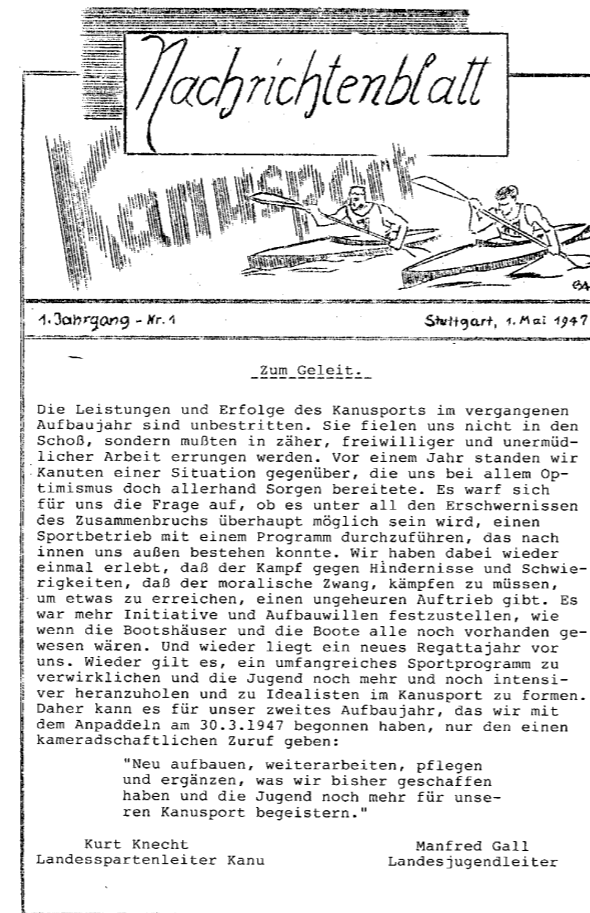 Nachrichtenblatt
Kanusport
BA
1. Jahrgang - Nr. 1
Stuttgart, 1. Mai 1947
Zum Geleit.
Die Leistungen und Erfolge des Kanusports im vergangenen
Aufbaujahr sind unbestritten. Sie fielen uns nicht in den
Schoß, sondern mußten in zäher, freiwilliger und unermüd-
licher Arbeit errungen werden. Vor einem Jahr standen wir
Kanuten einer Situation gegenüber, die uns bei allem Op-
timismus doch allerhand Sorgen bereitete. Es warf sich
für uns die Frage auf, ob es unter all den Erschwernissen
des Zusammenbruchs überhaupt möglich sein wird, einen
Sportbetrieb mit einem Programm durchzuführen, das nach
innen uns außen bestehen konnte. Wir haben dabei wieder
einmal erlebt, daß der Kampf gegen Hindernisse und Schwie-
rigkeiten, daß der moralische Zwang, kämpfen zu müssen,
um etwas zu erreichen, einen ungeheuren Auftrieb gibt. Es
war mehr Initiative und Aufbauwillen festzustellen, wie
wenn die Bootshäuser und die Boote alle noch vorhanden ge-
wesen wären. Und wieder liegt ein neues Regattajahr vor
uns. Wieder gilt es, ein umfangreiches Sportprogramm zu
verwirklichen und die Jugend noch mehr und noch intensi-
ver heranzuholen und zu Idealisten im Kanusport zu formen.
Daher kann es für unser zweites Aufbaujahr, das wir mit
dem Anpaddeln am 30.3.1947 begonnen haben, nur den einen
kameradschaftlichen Zuruf geben:
"Neu aufbauen, weiterarbeiten, pflegen
und ergänzen, was wir bisher geschaffen
haben und die Jugend noch mehr für unse-
ren Kanusport begeistern."
Kurt Knecht
Landesspartenleiter Kanu
Manfred Gall
Landesjugendleiter